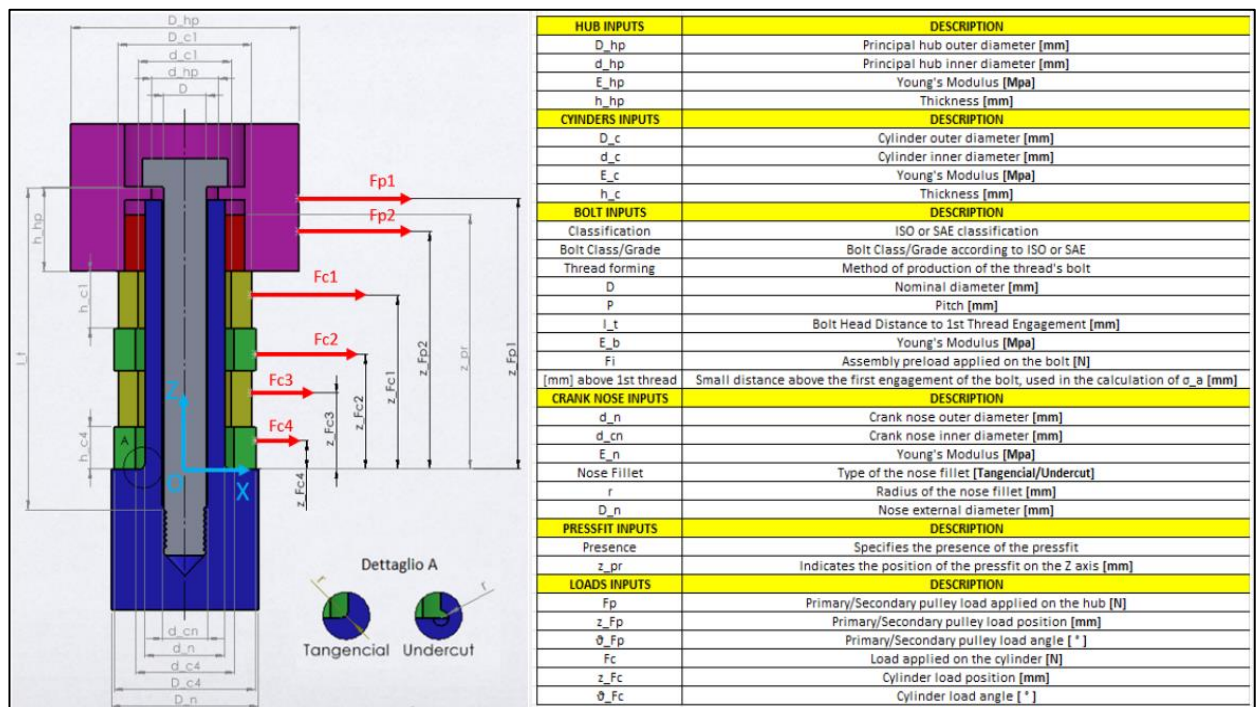 D_hp
D_c1
d_c1
d_hp
D
Fp1
Fp2
Fc1
Fc2
Fc3
Fc4
h_hp
h_c1
l_t
h_c4
z_Fc4
z_Fc3
z_Fc2
z_Fc1
z_Fp2
z_pr
z_Fp1
A
Z
O
X
Dettaglio A
r
r
Tangencial Undercut
d_cn
d_n
d_c4
D_c4
D_n
HUB INPUTS DESCRIPTION
D_hp Principal hub outer diameter [mm]
d_hp Principal hub inner diameter [mm]
E_hp Young's Modulus [Mpa]
h_hp Thickness [mm]
CYINDERS INPUTS DESCRIPTION
D_c Cylinder outer diameter [mm]
d_c Cylinder inner diameter [mm]
E_c Young's Modulus [Mpa]
h_c Thickness [mm]
BOLT INPUTS DESCRIPTION
Classification ISO or SAE classification
Bolt Class/Grade Bolt Class/Grade according to ISO or SAE
Thread forming Method of production of the thread's bolt
D Nominal diameter [mm]
P Pitch [mm]
l_t Bolt Head Distance to 1st Thread Engagement [mm]
E_b Young's Modulus [Mpa]
Fi Assembly preload applied on the bolt [N]
[mm] above 1st thread Small distance above the first engagement of the bolt, used in the calculation of σ_a [mm]
CRANK NOSE INPUTS DESCRIPTION
d_n Crank nose outer diameter [mm]
d_cn Crank nose inner diameter [mm]
E_n Young's Modulus [Mpa]
Nose Fillet Type of the nose fillet [Tangencial/Undercut]
r Radius of the nose fillet [mm]
D_n Nose external diameter [mm]
PRESSFIT INPUTS DESCRIPTION
Presence Specifies the presence of the pressfit
z_pr Indicates the position of the pressfit on the Z axis [mm]
LOADS INPUTS DESCRIPTION
Fp Primary/Secondary pulley load applied on the hub [N]
z_Fp Primary/Secondary pulley load position [mm]
ϑ_Fp Primary/Secondary pulley load angle [ ° ]
Fc Load applied on the cylinder [N]
z_Fc Cylinder load position [mm]
ϑ_Fc Cylinder load angle [ ° ]